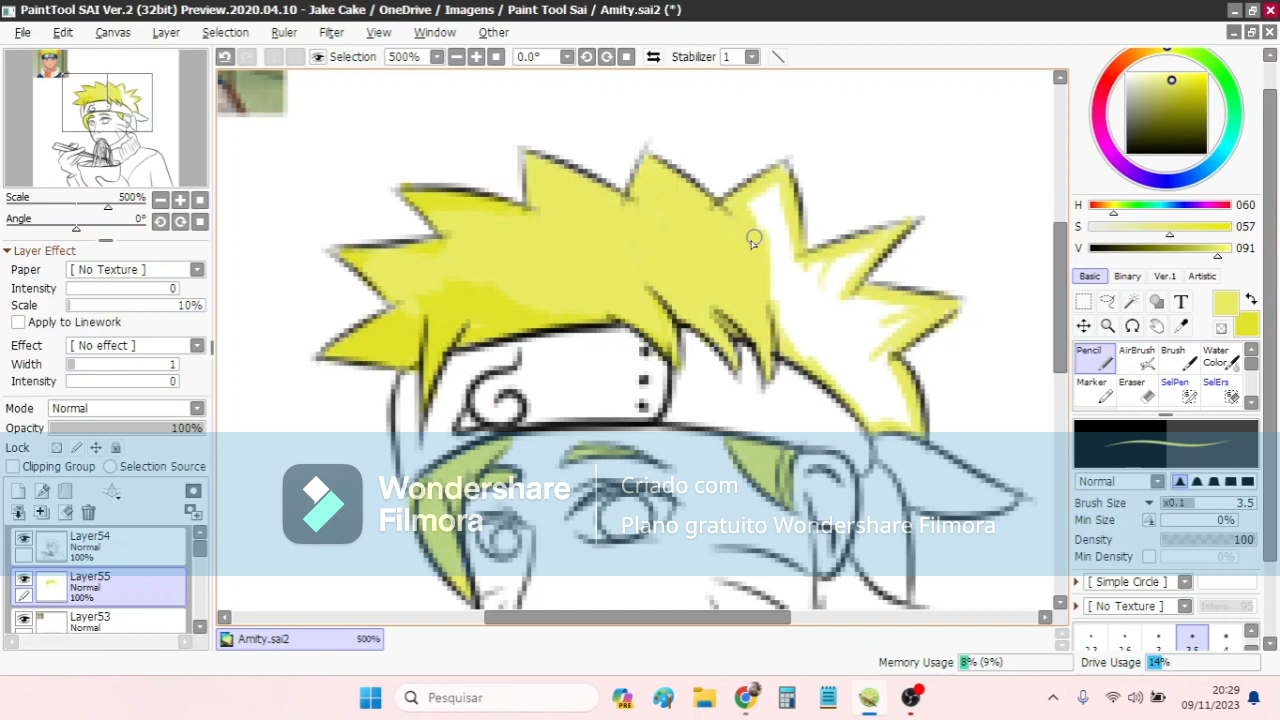 PaintTool SAI Ver.2 (32bit) Preview.2020.04.10 - Jake Cake / OneDrive / Imagens / Paint Tool Sai / Amity.sai2 (*)
File Edit Canvas Layer Selection Ruler Filter View Window Other
Selection 500% 0.0° Stabilizer 1
Scale 500%
Angle 0°
Layer Effect
Paper [ No Texture ]
Intensity 0
Scale 10%
Apply to Linework
Effect [ No effect ]
Width 1
Intensity 0
Mode Normal
Opacity 100%
Lock
Clipping Group Selection Source
Layer54
Normal
100%
Layer55
Normal
100%
Layer53
Normal
Wondershare
Filmora
Criado com
Plano gratuito Wondershare Filmora
H 060
S 057
V 091
Basic Binary Ver.1 Artistic
T
Pencil AirBrush Brush Water Color
Marker Eraser SelPen SelErs
Normal
Brush Size x0.1 3.5
Min Size 0%
Density 100
Min Density 0%
[ Simple Circle ]
[ No Texture ] Intens. 95
Amity.sai2 500%
Memory Usage 8% (9%) Drive Usage 14%
Pesquisar
PRE
20:29
09/11/2023